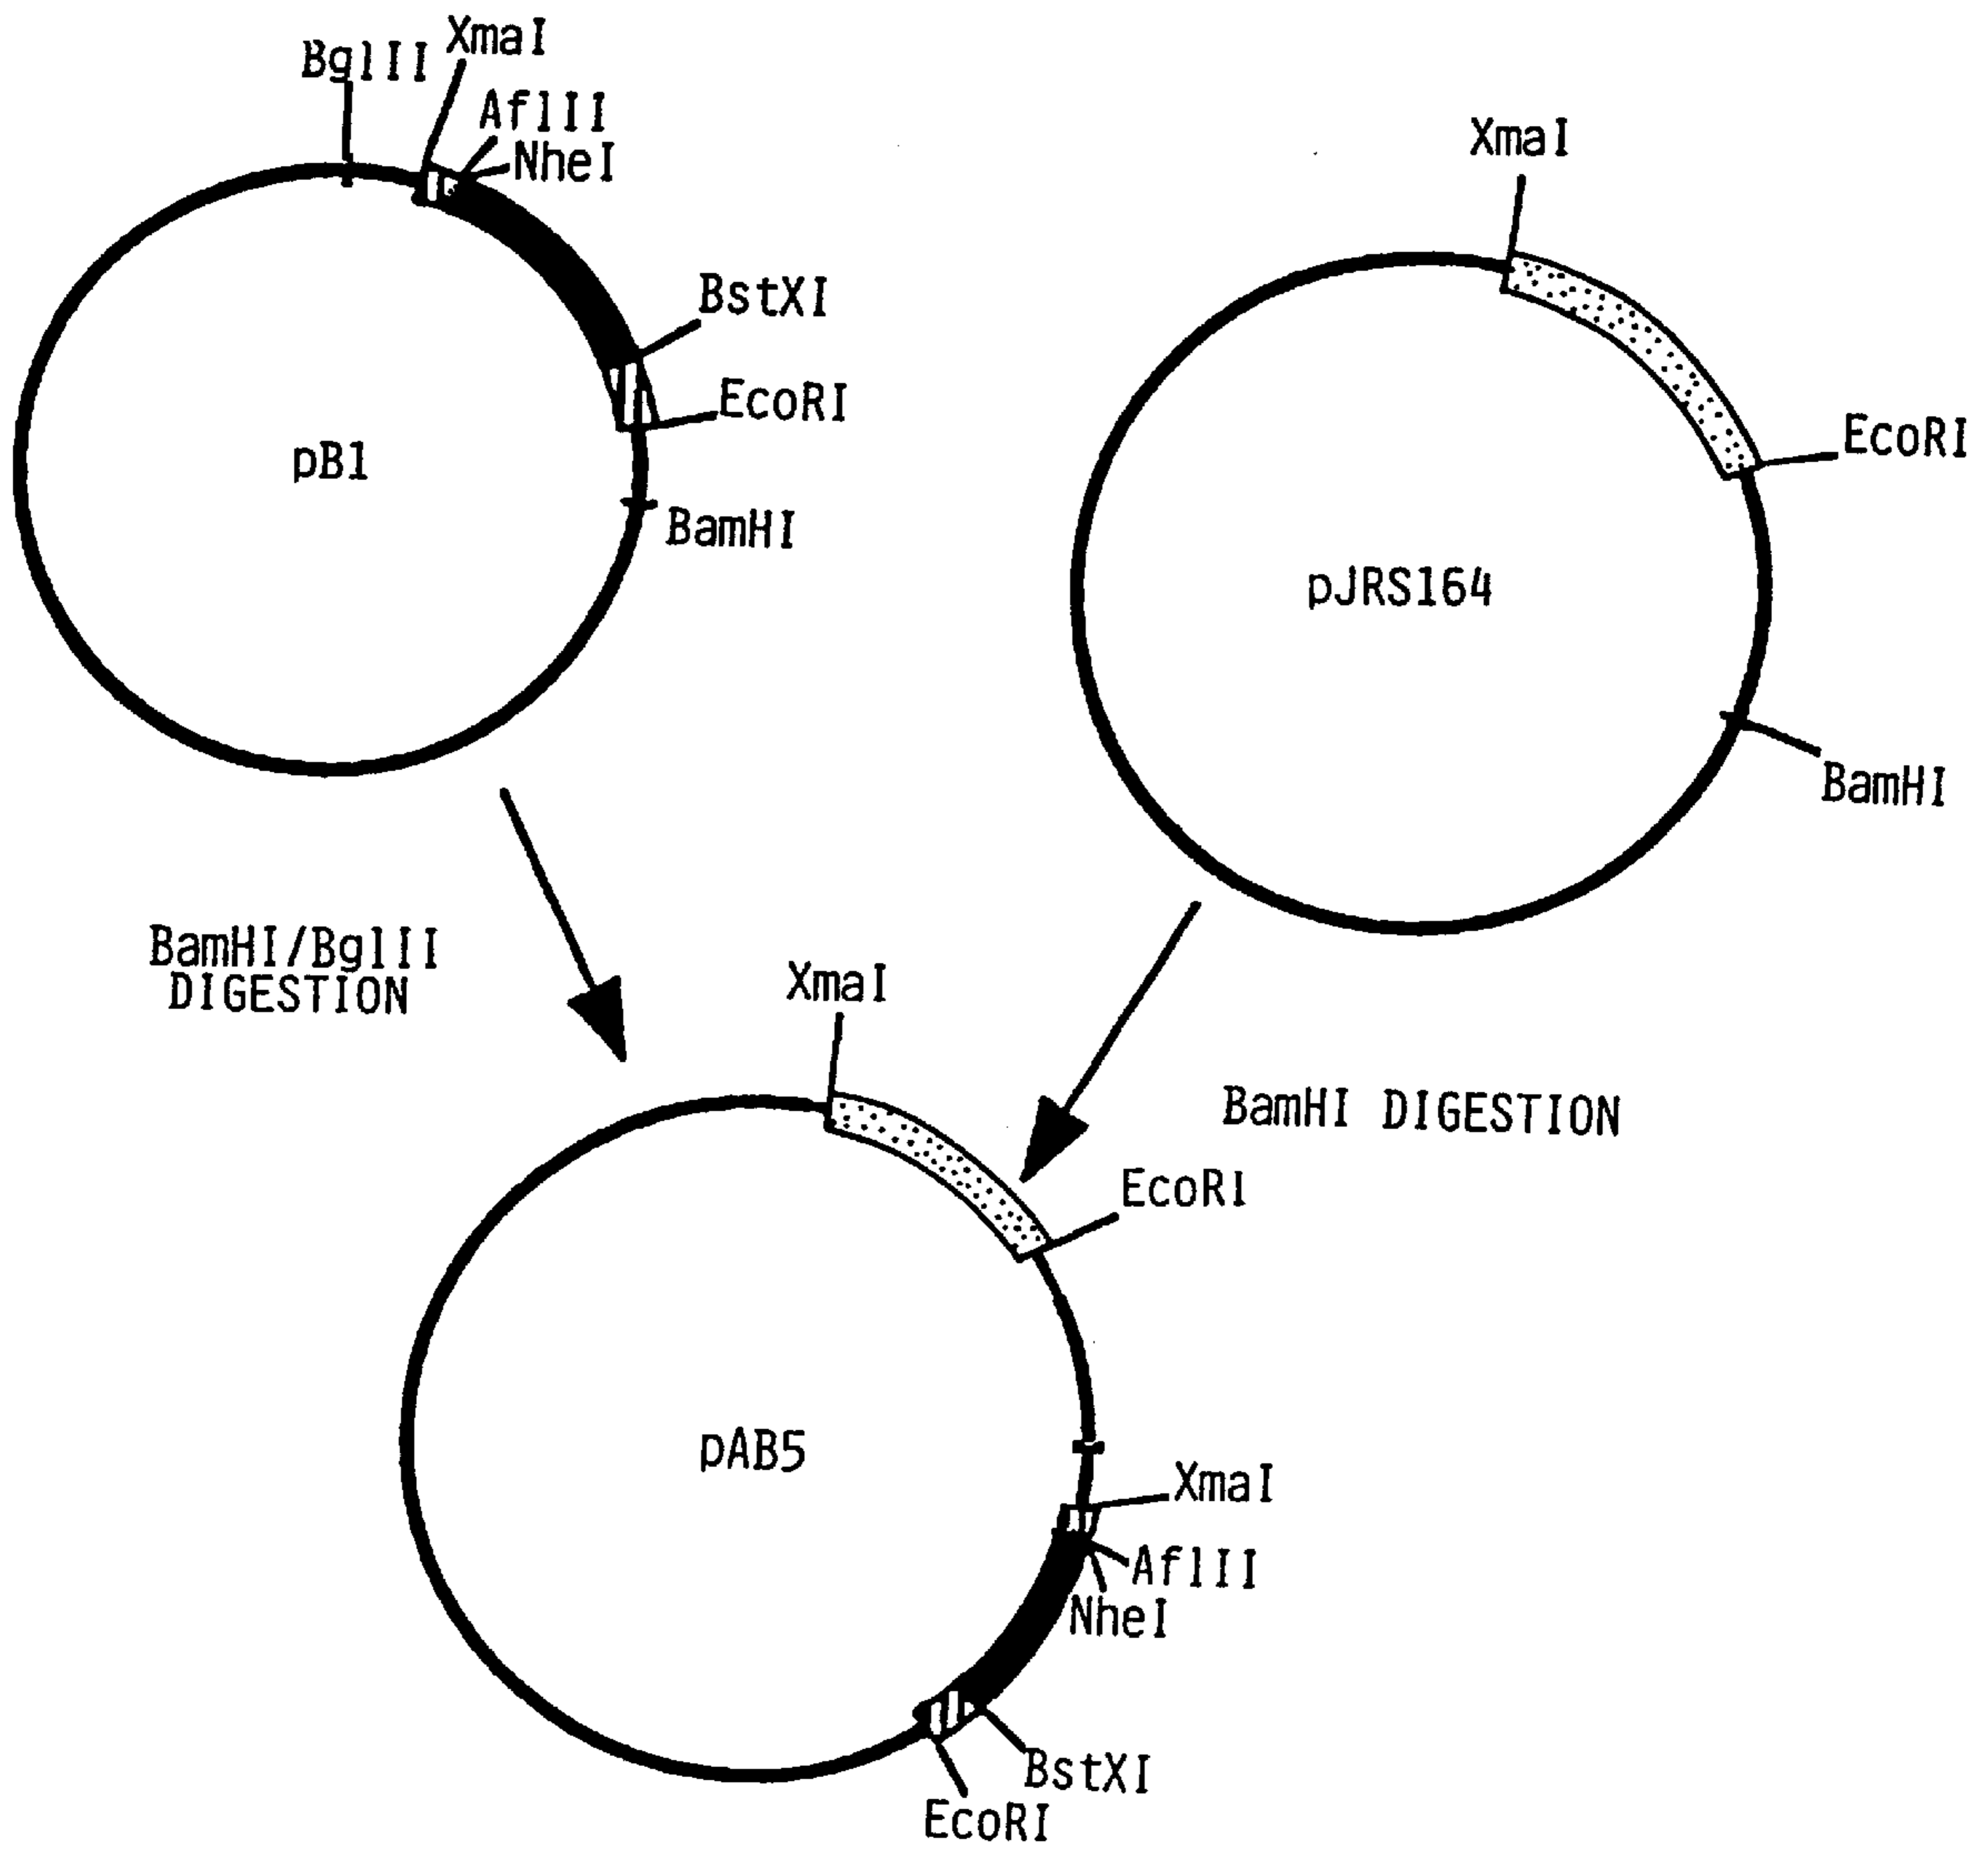 BglII
XmaI
AflII
NheI
BstXI
EcoRI
pB1
BamHI
XmaI
EcoRI
pJRS164
BamHI
BamHI/BglII
DIGESTION
BamHI DIGESTION
XmaI
EcoRI
pAB5
XmaI
AflII
NheI
BstXI
EcoRI